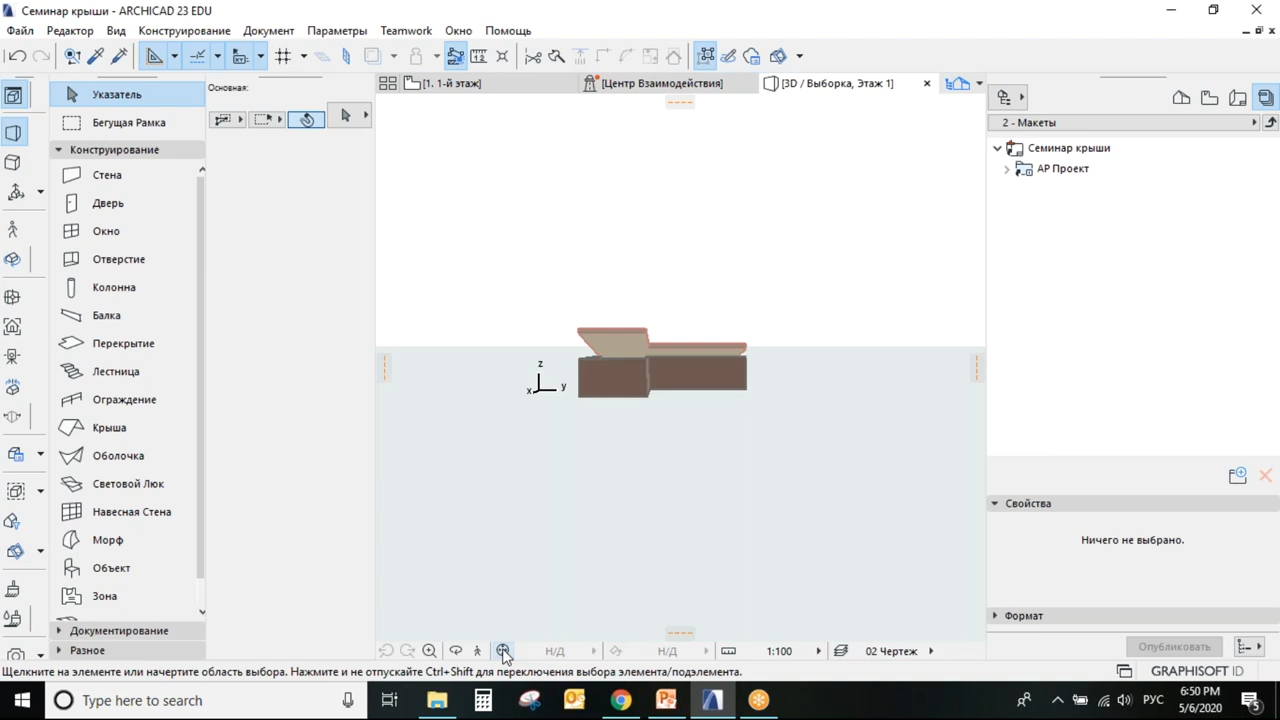 Семинар крыши - ARCHICAD 23 EDU
Файл Редактор Вид Конструирование Документ Параметры Teamwork Окно Помощь
Основная:
[1. 1-й этаж]
[Центр Взаимодействия]
[3D / Выборка, Этаж 1]
Указатель
Бегущая Рамка
Конструирование
Стена
Дверь
Окно
Отверстие
Колонна
Балка
Перекрытие
Лестница
Ограждение
Крыша
Оболочка
Световой Люк
Навесная Стена
Морф
Объект
Зона
Документирование
Разное
z
x
y
2 - Макеты
Семинар крыши
АР Проект
Свойства
Ничего не выбрано.
Формат
Опубликовать
Н/Д
Н/Д
1:100
02 Чертеж
Щелкните на элементе или начертите область выбора. Нажмите и не отпускайте Ctrl+Shift для переключения выбора элемента/подэлемента.
GRAPHISOFT ID
Type here to search
РУС
6:50 PM
5/6/2020
5